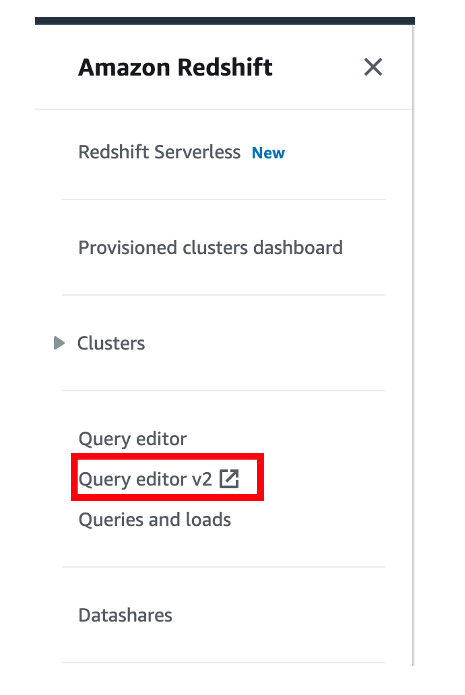 Amazon Redshift
Redshift Serverless New
Provisioned clusters dashboard
Clusters
Query editor
Query editor v2
Queries and loads
Datashares